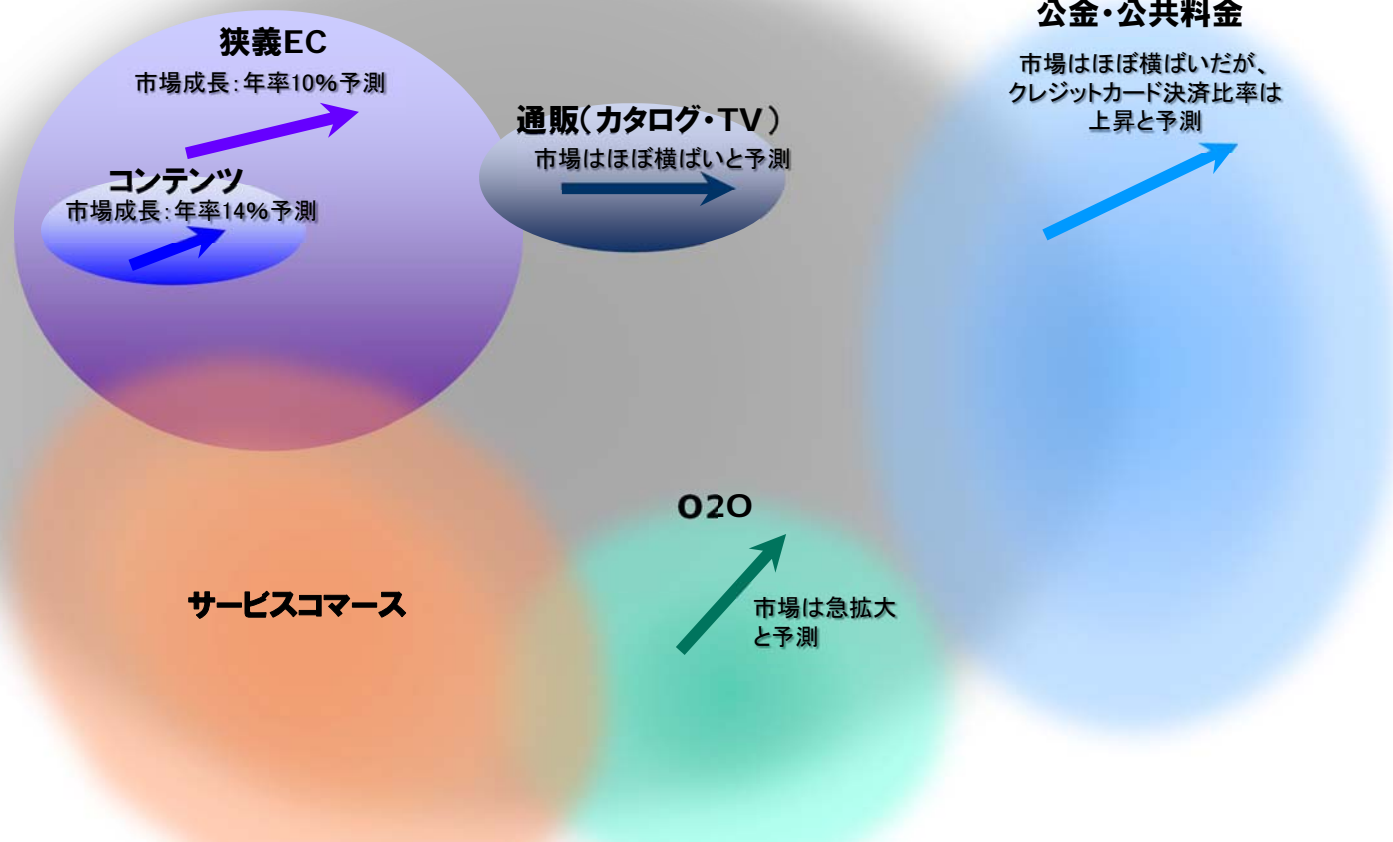 狭義EC
市場成長：年率10%予測
コンテンツ
市場成長：年率14%予測
通販（カタログ・TV）
市場はほぼ横ばいと予測
公金・公共料金
市場はほぼ横ばいだが、
クレジットカード決済比率は
上昇と予測
O2O
市場は急拡大
と予測
サービスコマース